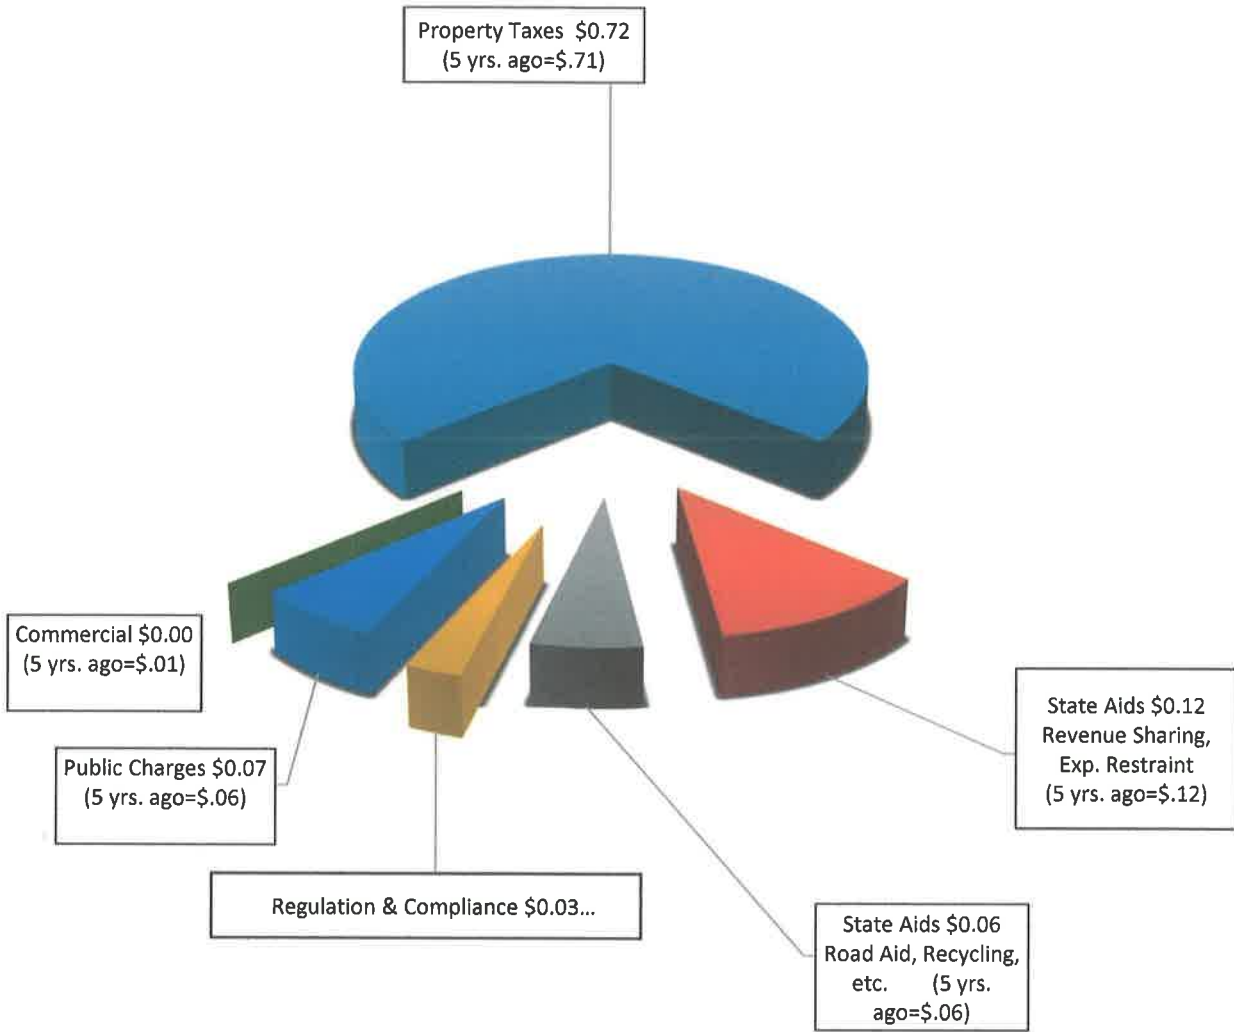 Property Taxes $0.72
(5 yrs. ago=$.71)
Commercial $0.00
(5 yrs. ago=$.01)
Public Charges $0.07
(5 yrs. ago=$.06)
Regulation & Compliance $0.03...
State Aids $0.06
Road Aid, Recycling,
etc. (5 yrs.
ago=$.06)
State Aids $0.12
Revenue Sharing,
Exp. Restraint
(5 yrs. ago=$.12)